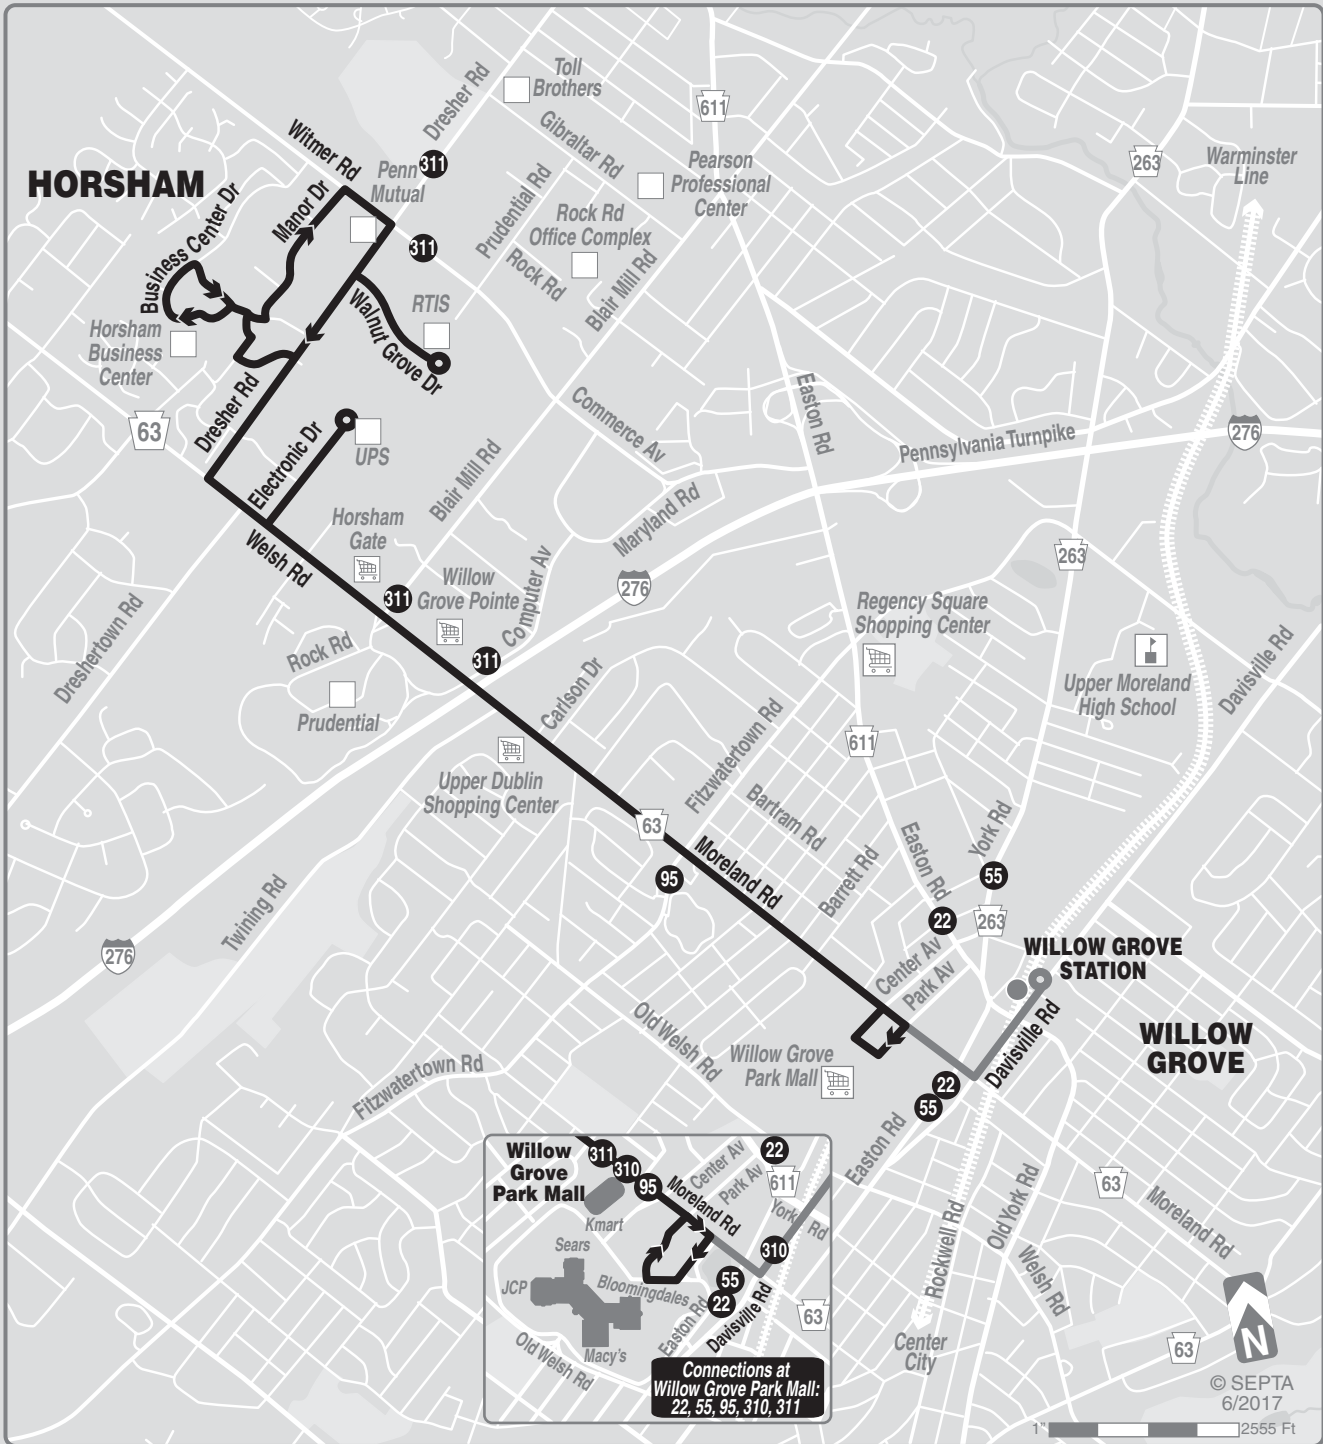 Toll
Brothers
Dresher Rd
611
Gibraltar Rd
Witmer Rd
311
Penn
Mutual
Pearson
Professional
Center
263
Warminster
Line
HORSHAM
Manor Dr
Business Center Dr
Prudential Rd
Rock Rd
Office Complex
311
Rock Rd
Blair Mill Rd
Walnut Grove Dr
RTIS
Horsham
Business
Center
Dresher Rd
63
Electronic Dr
UPS
Commerce Av
Easton Rd
Pennsylvania Turnpike
276
Blair Mill Rd
Maryland Rd
Horsham
Gate
Welsh Rd
311
Willow
Grove Pointe
Computer Av
276
263
Regency Square
Shopping Center
Dreshertown Rd
Rock Rd
311
Prudential
Carlson Dr
Upper Moreland
High School
Davisville Rd
Upper Dublin
Shopping Center
Fitzwatertown Rd
611
63
Bartram Rd
Moreland Rd
Barrett Rd
Easton Rd
York Rd
95
55
Twining Rd
22
263
276
Center Av
Park Av
WILLOW GROVE
STATION
Old Welsh Rd
Willow Grove
Park Mall
Davisville Rd
WILLOW
GROVE
Fitzwatertown Rd
22
55
Easton Rd
Willow
Grove
Park Mall
311
310
95
Center Av
Park Av
22
611
Moreland Rd
York Rd
Kmart
Sears
JCP
Bloomingdales
310
55
22
Easton Rd
Davisville Rd
63
Macy's
Old Welsh Rd
Connections at
Willow Grove Park Mall:
22, 55, 95, 310, 311
Rockwell Rd
Old York Rd
Welsh Rd
63
Moreland Rd
Center
City
63
N
© SEPTA
6/2017
1" 2555 Ft